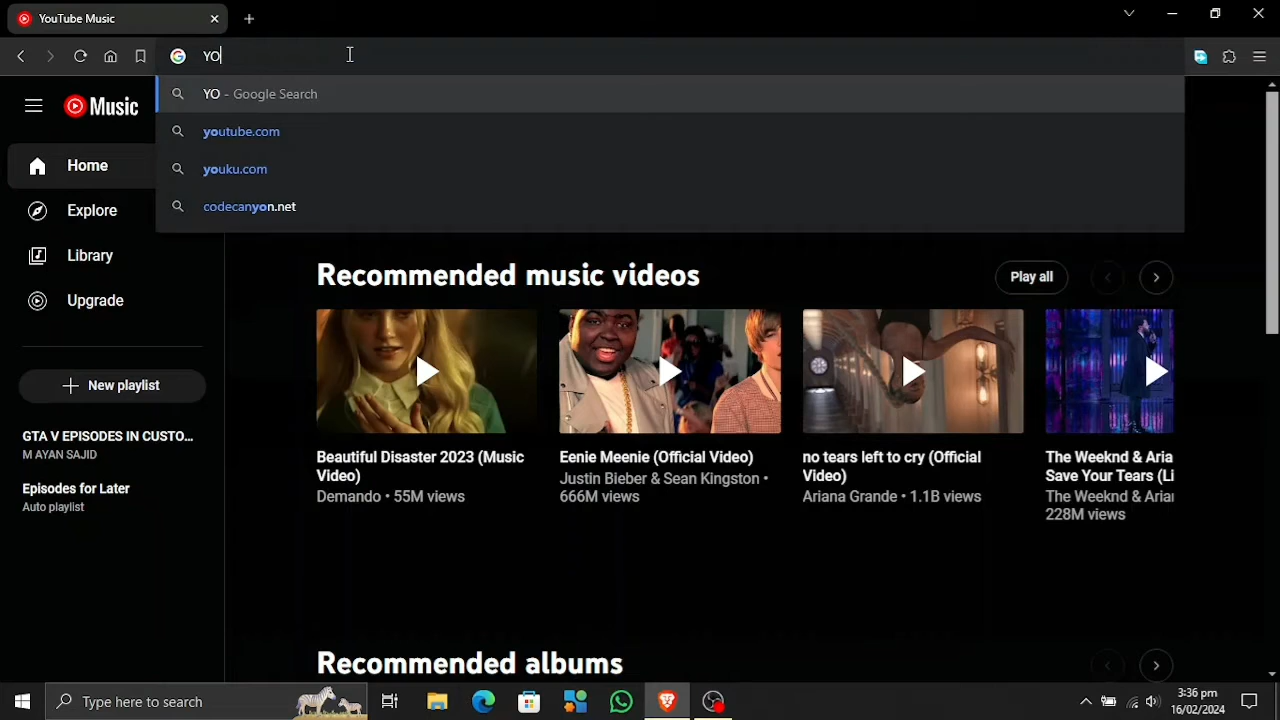 YouTube Music
YO
YO - Google Search
youtube.com
youku.com
codecanyon.net
Music
Home
Explore
Library
Upgrade
New playlist
GTA V EPISODES IN CUSTO...
M AYAN SAJID
Episodes for Later
Auto playlist
Recommended music videos
Play all
Beautiful Disaster 2023 (Music
Video)
Demando • 55M views
Eenie Meenie (Official Video)
Justin Bieber & Sean Kingston •
666M views
no tears left to cry (Official
Video)
Ariana Grande • 1.1B views
The Weeknd & Aria
Save Your Tears (Li
The Weeknd & Arian
228M views
Recommended albums
Type here to search
3:36 pm
16/02/2024